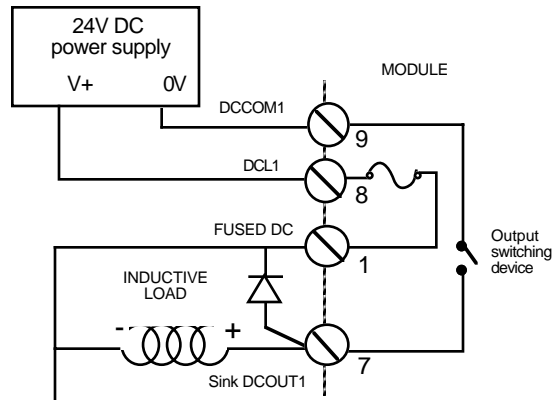 24V DC
power supply
V+ 0V
MODULE
DCCOM1
9
DCL1
8
FUSED DC
1
Output
switching
device
INDUCTIVE
LOAD
- +
7
Sink DCOUT1